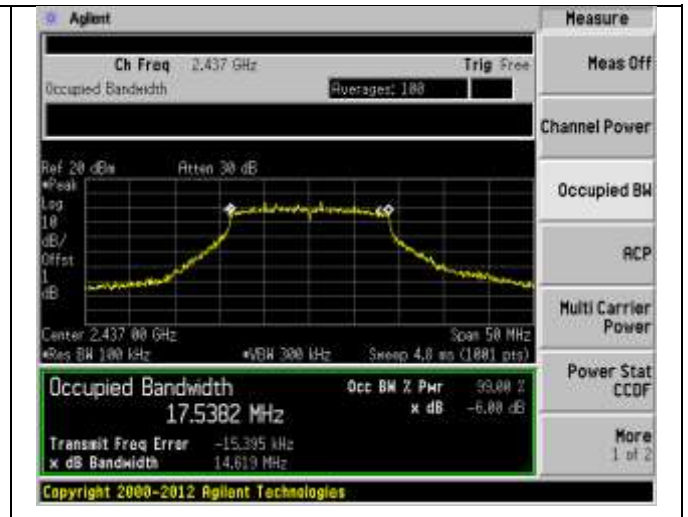 Agilent
Measure
Ch Freq 2.437 GHz Trig Free
Occupied Bandwidth Averages: 100
Meas Off
Channel Power
Occupied BW
ACP
Multi Carrier
Power
Power Stat
CCDF
More
1 of 2
Ref 20 dBm Atten 30 dB
*Peak
Log
10
dB/
Offst
1
dB
Center 2.437 00 GHz Span 50 MHz
*Res BW 100 kHz *VBW 300 kHz Sweep 4.8 ms (1001 pts)
Occupied Bandwidth Occ BW % Pwr 99.00 %
17.5382 MHz x dB -6.00 dB
Transmit Freq Error -15.395 kHz
x dB Bandwidth 14.619 MHz
Copyright 2000-2012 Agilent Technologies